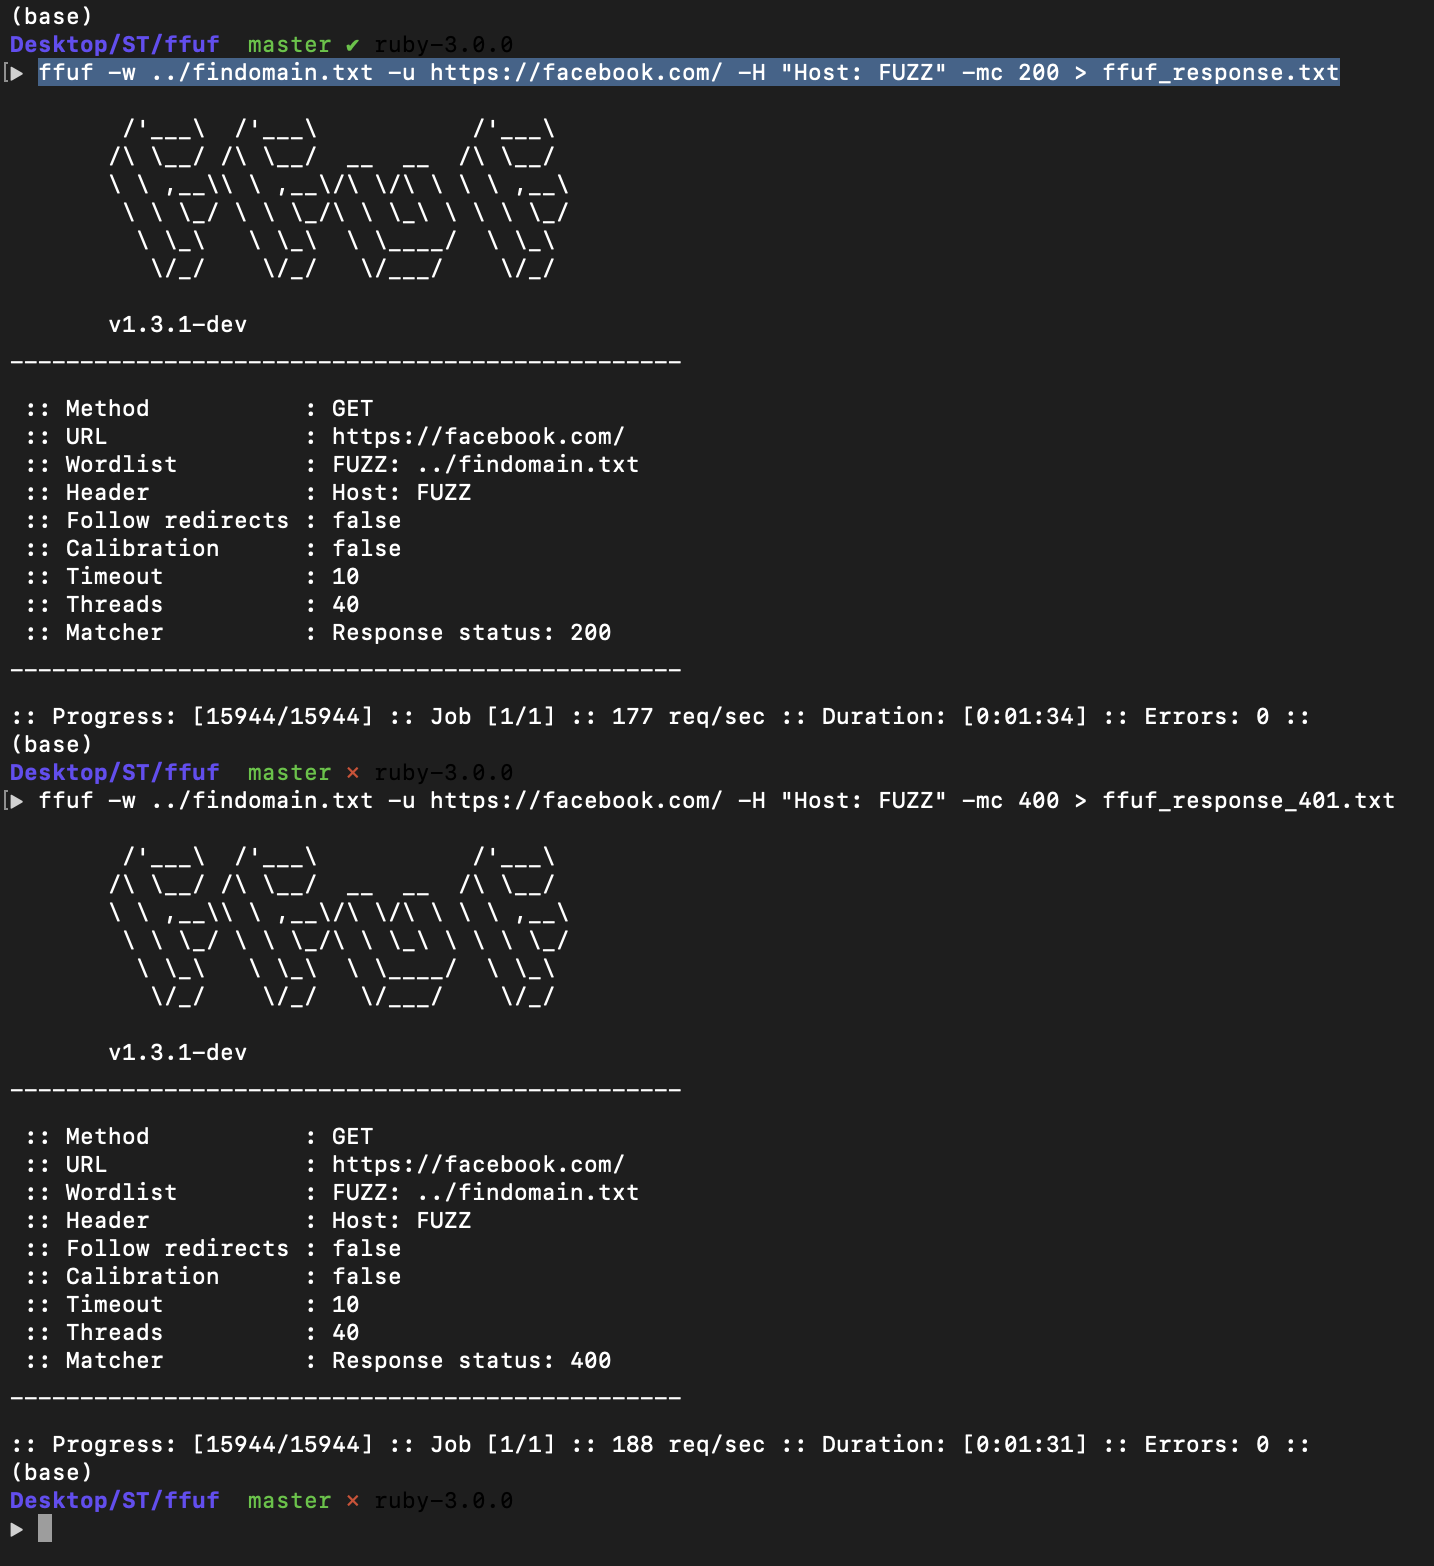 (base)
Desktop/ST/ffuf  master ✔ ruby-3.0.0
[▶ ffuf -w ../findomain.txt -u https://facebook.com/ -H "Host: FUZZ" -mc 200 > ffuf_response.txt
        /'___\  /'___\           /'___\
       /\ \__/ /\ \__/  __  __  /\ \__/
       \ \ ,__\\ \ ,__\/\ \/\ \ \ \ ,__\
        \ \ \_/ \ \ \_/\ \ \_\ \ \ \ \_/
         \ \_\   \ \_\  \ \____/  \ \_\
          \/_/    \/_/   \/___/    \/_/
       v1.3.1-dev
________________________________________________
 :: Method           : GET
 :: URL              : https://facebook.com/
 :: Wordlist         : FUZZ: ../findomain.txt
 :: Header           : Host: FUZZ
 :: Follow redirects : false
 :: Calibration      : false
 :: Timeout          : 10
 :: Threads          : 40
 :: Matcher          : Response status: 200
________________________________________________
:: Progress: [15944/15944] :: Job [1/1] :: 177 req/sec :: Duration: [0:01:34] :: Errors: 0 ::
(base)
Desktop/ST/ffuf  master × ruby-3.0.0
[▶ ffuf -w ../findomain.txt -u https://facebook.com/ -H "Host: FUZZ" -mc 400 > ffuf_response_401.txt
        /'___\  /'___\           /'___\
       /\ \__/ /\ \__/  __  __  /\ \__/
       \ \ ,__\\ \ ,__\/\ \/\ \ \ \ ,__\
        \ \ \_/ \ \ \_/\ \ \_\ \ \ \ \_/
         \ \_\   \ \_\  \ \____/  \ \_\
          \/_/    \/_/   \/___/    \/_/
       v1.3.1-dev
________________________________________________
 :: Method           : GET
 :: URL              : https://facebook.com/
 :: Wordlist         : FUZZ: ../findomain.txt
 :: Header           : Host: FUZZ
 :: Follow redirects : false
 :: Calibration      : false
 :: Timeout          : 10
 :: Threads          : 40
 :: Matcher          : Response status: 400
________________________________________________
:: Progress: [15944/15944] :: Job [1/1] :: 188 req/sec :: Duration: [0:01:31] :: Errors: 0 ::
(base)
Desktop/ST/ffuf  master × ruby-3.0.0
▶